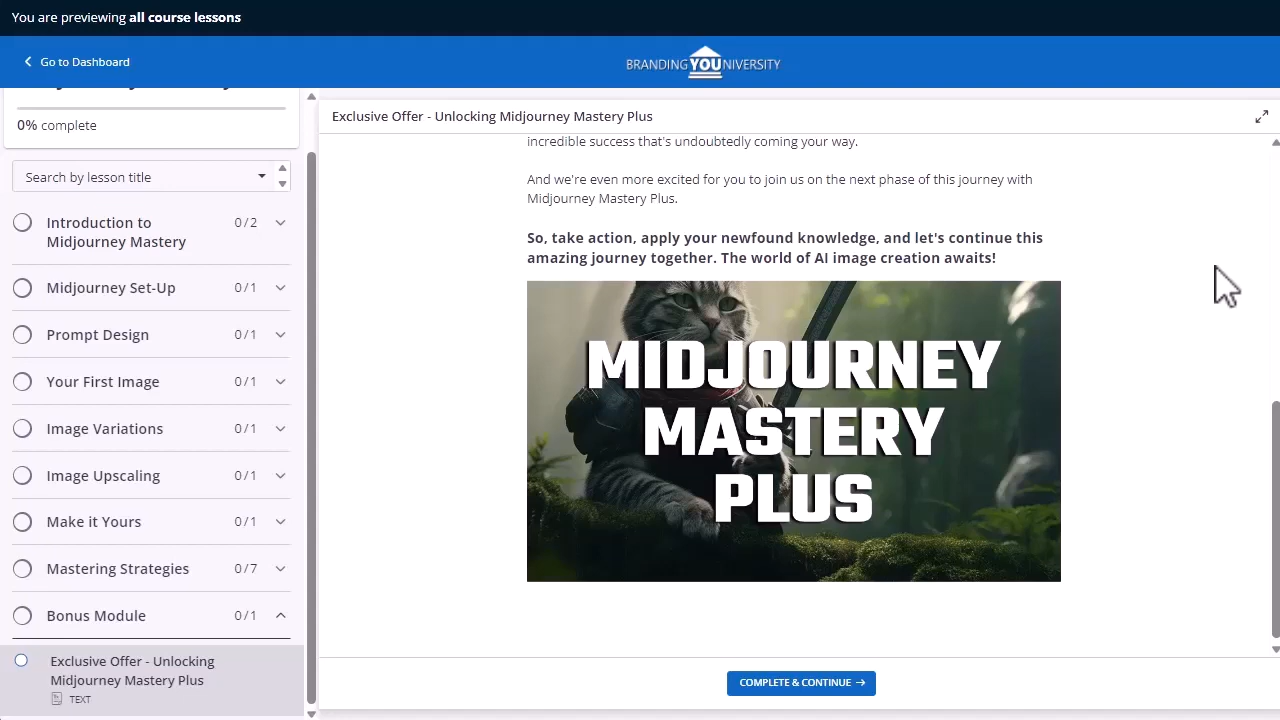 You are previewing all course lessons
Go to Dashboard
BRANDINGYOUNIVERSITY
0% complete
Search by lesson title
Introduction to
Midjourney Mastery
0/2
Midjourney Set-Up 0/1
Prompt Design 0/1
Your First Image 0/1
Image Variations 0/1
Image Upscaling 0/1
Make it Yours 0/1
Mastering Strategies 0/7
Bonus Module 0/1
Exclusive Offer - Unlocking
Midjourney Mastery Plus
TEXT
Exclusive Offer - Unlocking Midjourney Mastery Plus
incredible success that's undoubtedly coming your way.
And we're even more excited for you to join us on the next phase of this journey with
Midjourney Mastery Plus.
So, take action, apply your newfound knowledge, and let's continue this
amazing journey together. The world of AI image creation awaits!
MIDJOURNEY
MASTERY
PLUS
COMPLETE & CONTINUE